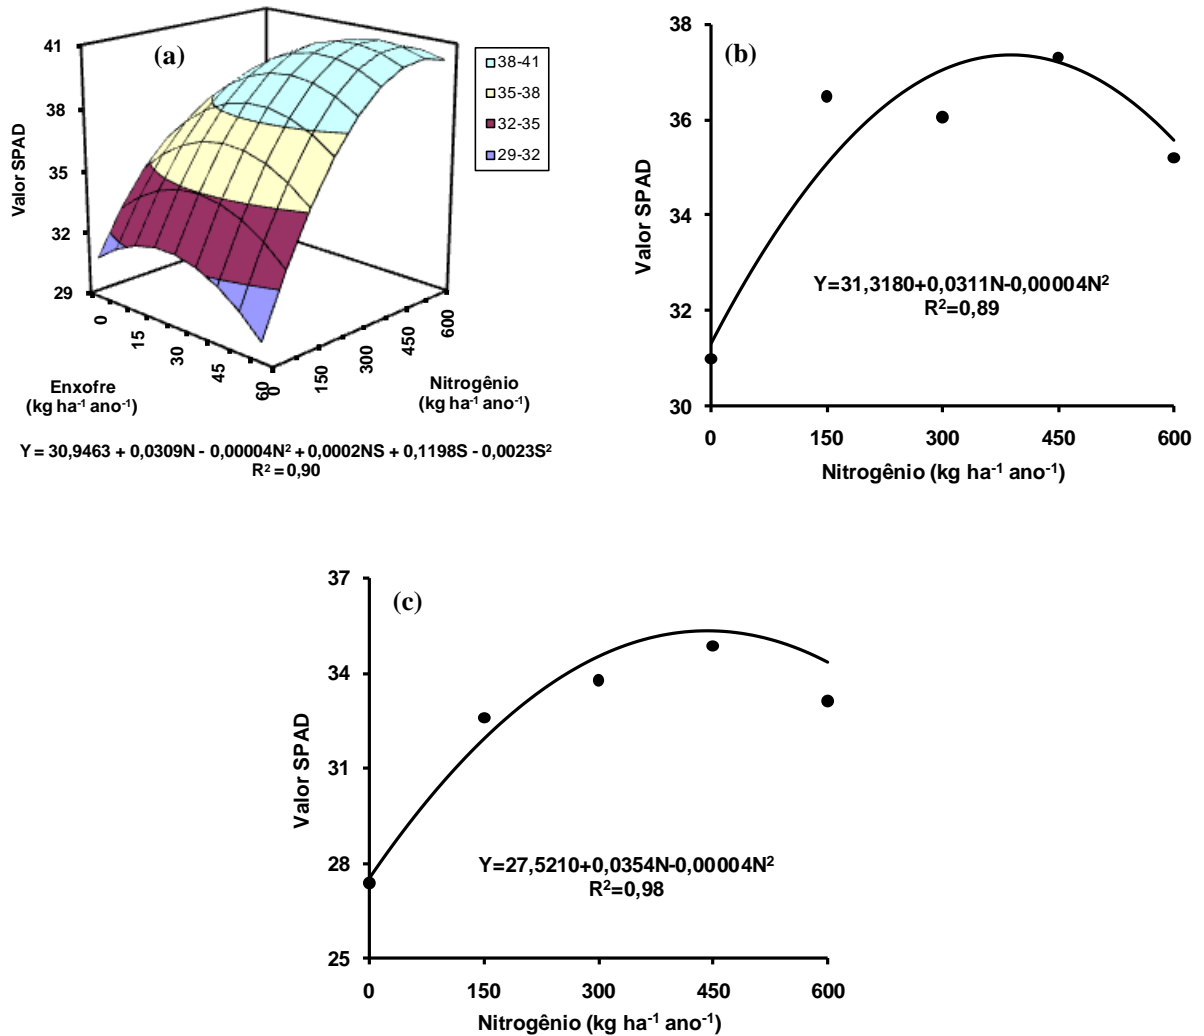 (a)
41
38
35
32
29
Valor SPAD
38-41
35-38
32-35
29-32
0
15
30
45
60
0
150
300
450
600
Enxofre
(kg ha⁻¹ ano⁻¹)
Nitrogênio
(kg ha⁻¹ ano⁻¹)
Y = 30,9463 + 0,0309N - 0,00004N² + 0,0002NS + 0,1198S - 0,0023S²
R² = 0,90
(b)
38
36
34
32
30
Valor SPAD
Y=31,3180+0,0311N-0,00004N²
R²=0,89
0 150 300 450 600
Nitrogênio (kg ha⁻¹ ano⁻¹)
(c)
37
34
31
28
25
Valor SPAD
Y=27,5210+0,0354N-0,00004N²
R²=0,98
0 150 300 450 600
Nitrogênio (kg ha⁻¹ ano⁻¹)